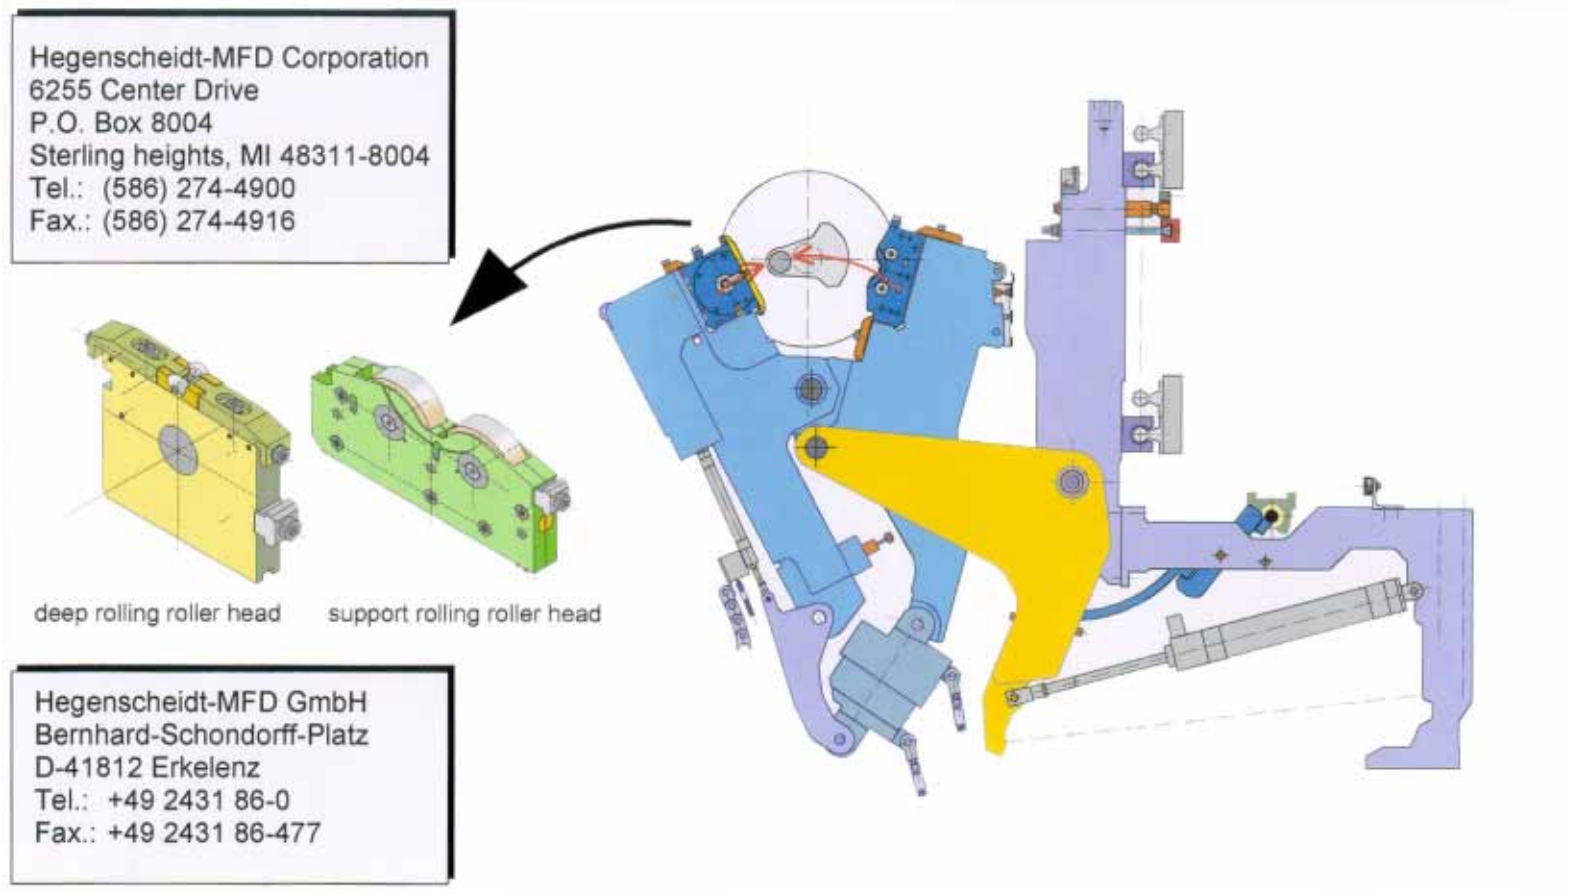 Hegenscheidt-MFD Corporation
6255 Center Drive
P.O. Box 8004
Sterling heights, MI 48311-8004
Tel.: (586) 274-4900
Fax.: (586) 274-4916
deep rolling roller head
support rolling roller head
Hegenscheidt-MFD GmbH
Bernhard-Schondorff-Platz
D-41812 Erkelenz
Tel.: +49 2431 86-0
Fax.: +49 2431 86-477